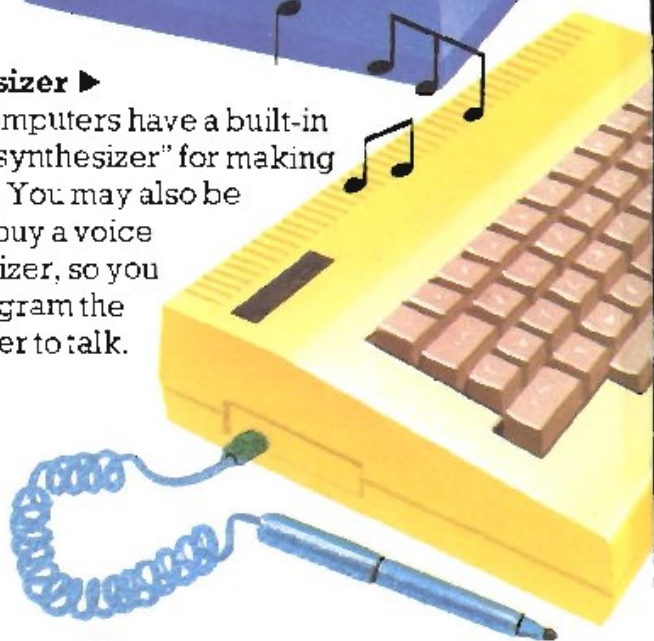 sizer ▶
mputers have a built-in
synthesizer" for making
You may also be
buy a voice
izer, so you
gram the
er to talk.